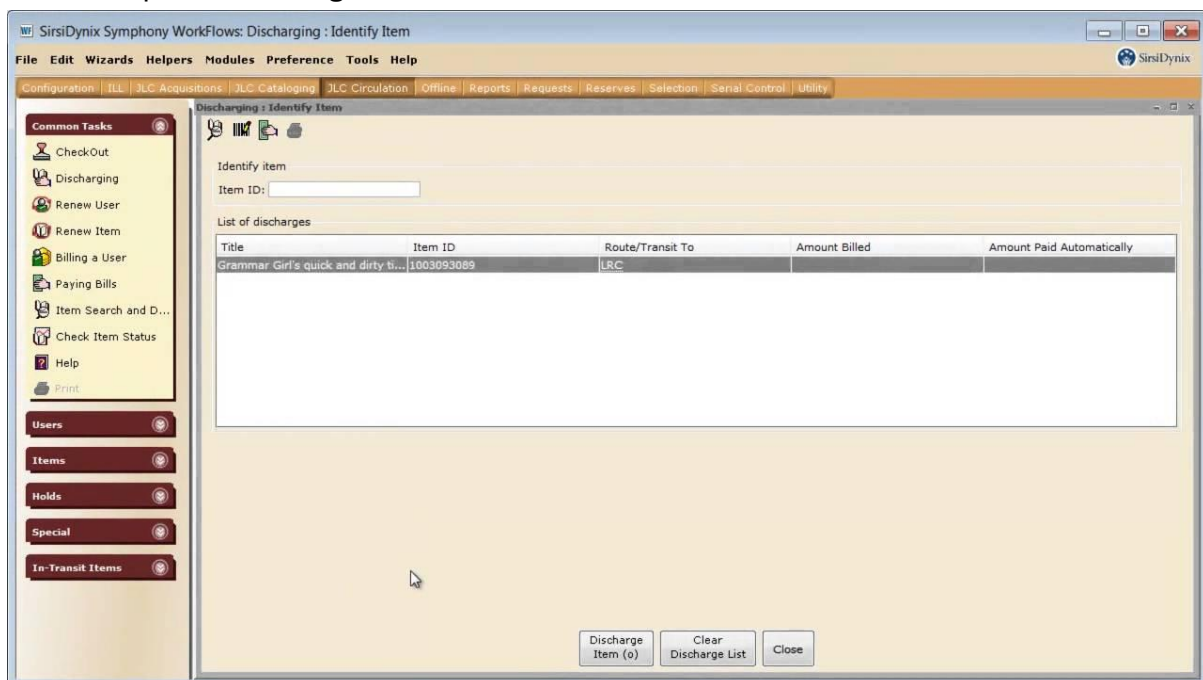 SirsiDynix Symphony WorkFlows: Discharging : Identify Item
File Edit Wizards Helpers Modules Preference Tools Help
SirsiDynix
Configuration ILL JLC Acqusitions JLC Cataloging JLC Circulation Offline Reports Requests Reserves Selection Serial Control Utility
Discharging : Identify Item
Common Tasks
CheckOut
Discharging
Renew User
Renew Item
Billing a User
Paying Bills
Item Search and D...
Check Item Status
Help
Print
Users
Items
Holds
Special
In-Transit Items
Identify item
Item ID:
List of discharges
Title Item ID Route/Transit To Amount Billed Amount Paid Automatically
Grammar Girl's quick and dirty ti... 1003093089 LRC
Discharge Item (o)
Clear Discharge List
Close